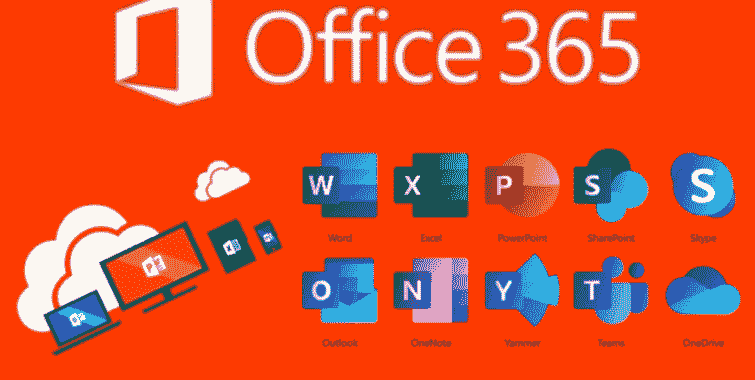 Office 365
W X P S S
Word Excel PowerPoint SharePoint Skype
O N Y T
Outlook OneNote Yammer Teams OneDrive